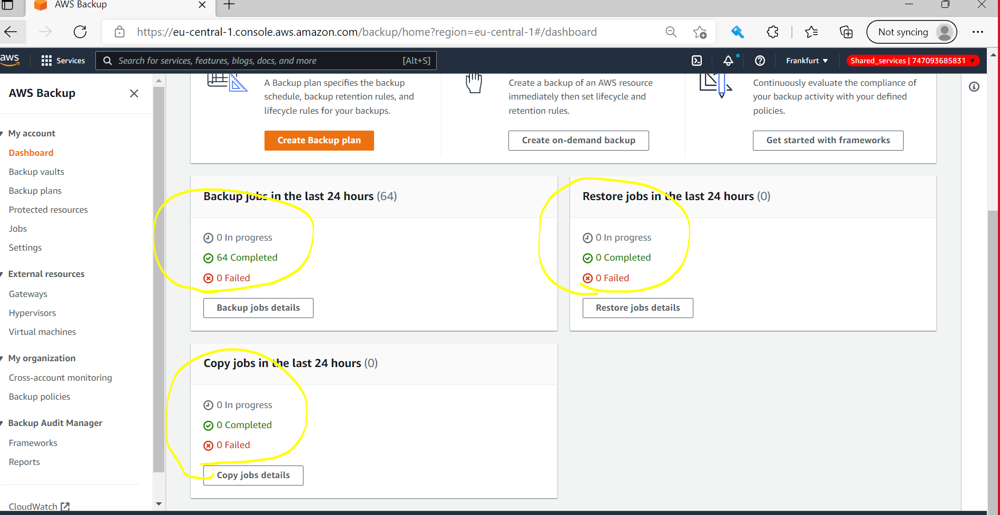 AWS Backup
https://eu-central-1.console.aws.amazon.com/backup/home?region=eu-central-1#/dashboard
Not syncing
aws
Services
Search for services, features, blogs, docs, and more
[Alt+S]
Frankfurt
Shared_services | 747093685831
AWS Backup
My account
Dashboard
Backup vaults
Backup plans
Protected resources
Jobs
Settings
External resources
Gateways
Hypervisors
Virtual machines
My organization
Cross-account monitoring
Backup policies
Backup Audit Manager
Frameworks
Reports
CloudWatch
A Backup plan specifies the backup
schedule, backup retention rules, and
lifecycle rules for your backups.
Create Backup plan
Create a backup of an AWS resource
immediately then set lifecycle and
retention rules.
Create on-demand backup
Continuously evaluate the compliance of
your backup activity with your defined
policies.
Get started with frameworks
Backup jobs in the last 24 hours (64)
0 In progress
64 Completed
0 Failed
Backup jobs details
Restore jobs in the last 24 hours (0)
0 In progress
0 Completed
0 Failed
Restore jobs details
Copy jobs in the last 24 hours (0)
0 In progress
0 Completed
0 Failed
Copy jobs details